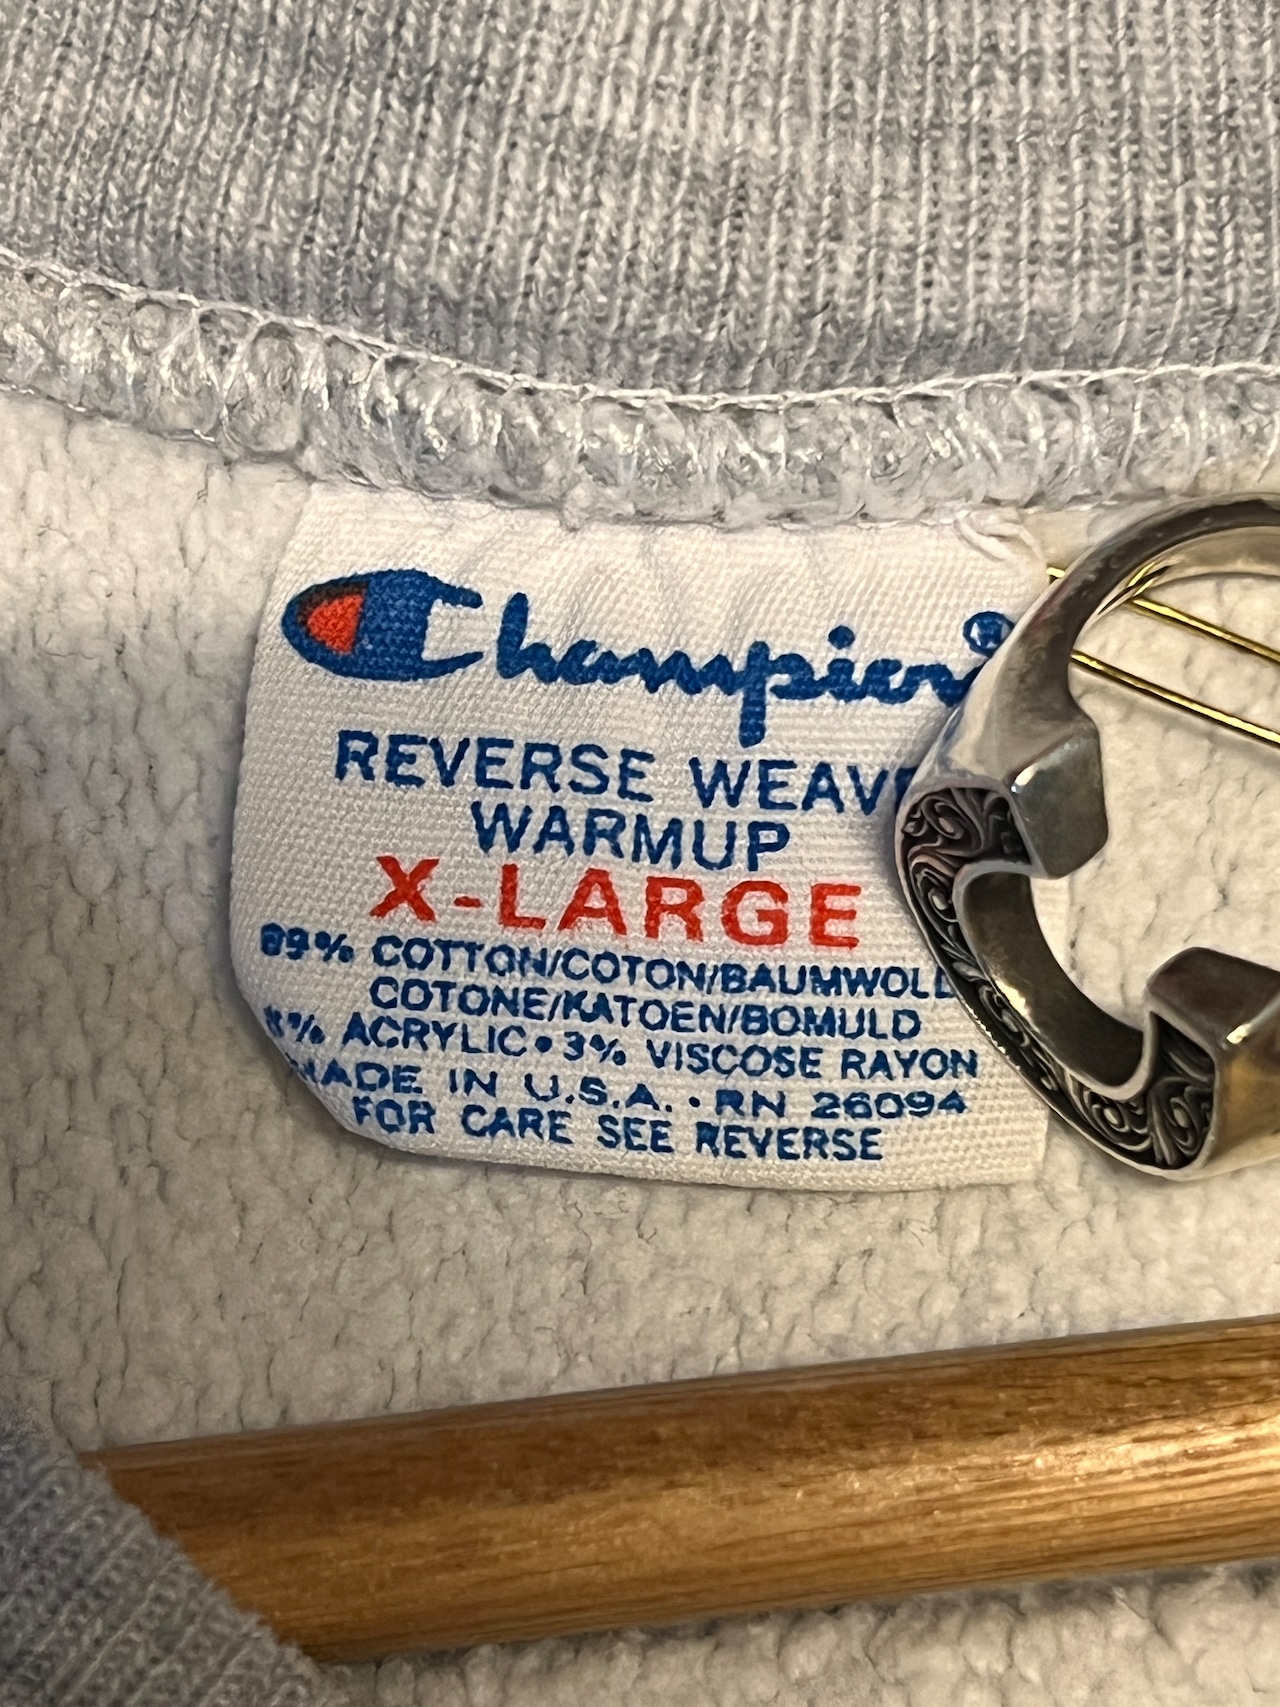 Champion®
REVERSE WEAVE
WARMUP
X-LARGE
89% COTTON/COTON/BAUMWOLL
COTONE/KATOEN/BOMULD
8% ACRYLIC • 3% VISCOSE RAYON
MADE IN U.S.A. • RN 26094
FOR CARE SEE REVERSE